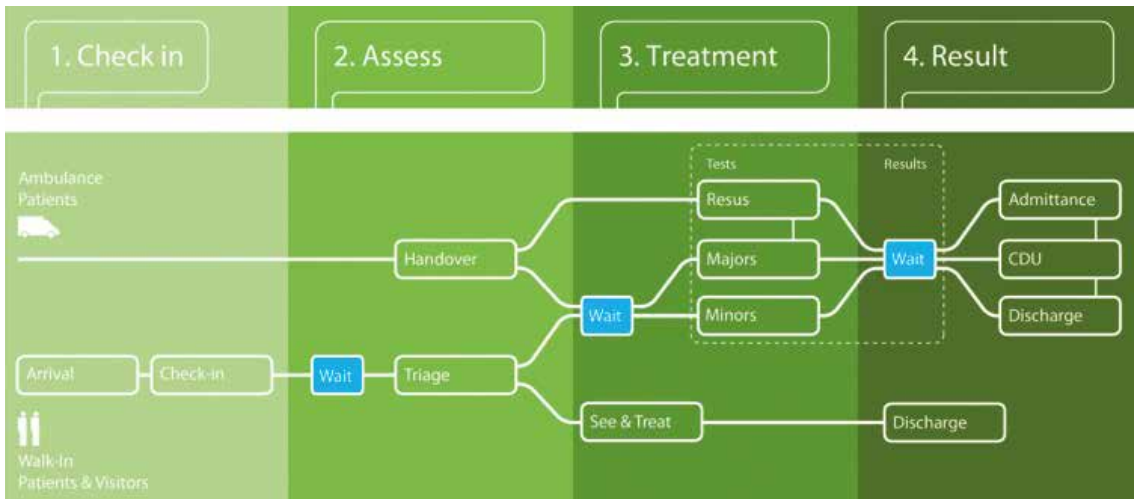 1. Check in
2. Assess
3. Treatment
4. Result
Ambulance
Patients
Tests
Results
Resus
Admittance
Handover
Majors
Wait
CDU
Wait
Minors
Discharge
Arrival
Check-in
Wait
Triage
See & Treat
Discharge
Walk-In
Patients & Visitors